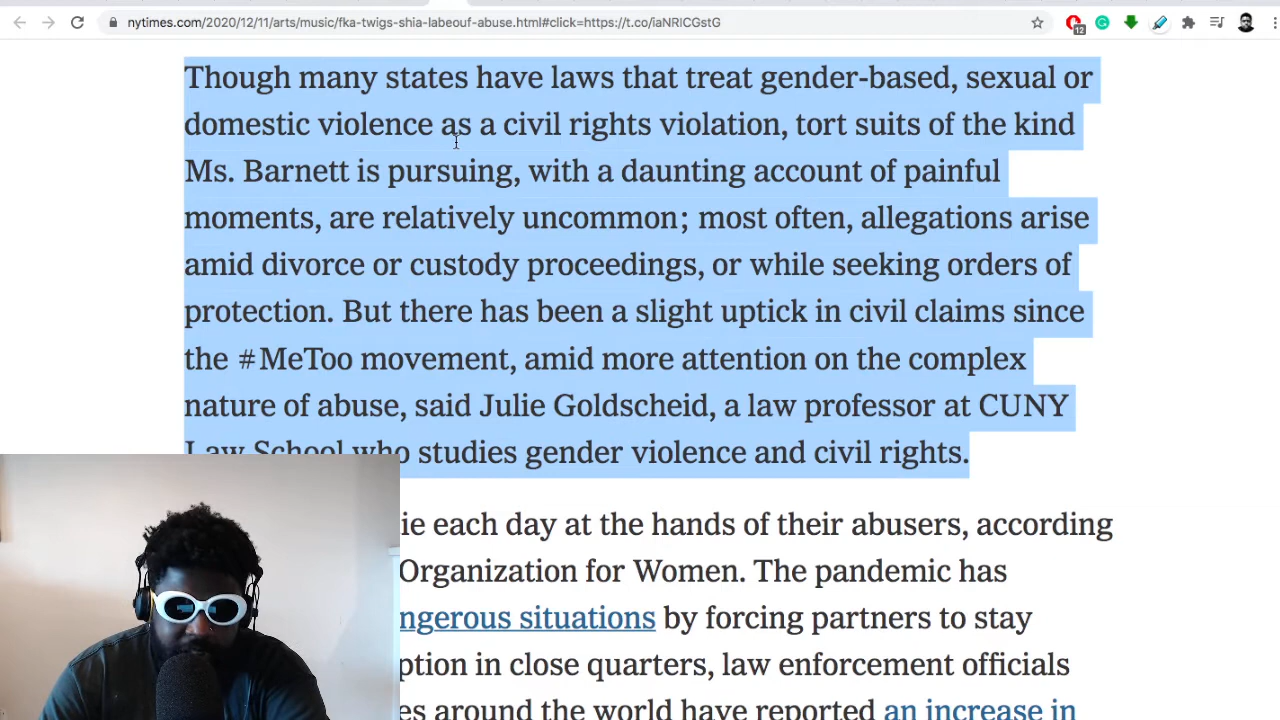 nytimes.com/2020/12/11/arts/music/fka-twigs-shia-labeouf-abuse.html#click=https://t.co/iaNRICGstG
12
Though many states have laws that treat gender-based, sexual or
domestic violence as a civil rights violation, tort suits of the kind
Ms. Barnett is pursuing, with a daunting account of painful
moments, are relatively uncommon; most often, allegations arise
amid divorce or custody proceedings, or while seeking orders of
protection. But there has been a slight uptick in civil claims since
the #MeToo movement, amid more attention on the complex
nature of abuse, said Julie Goldscheid, a law professor at CUNY
Law School who studies gender violence and civil rights.
ie each day at the hands of their abusers, according
Organization for Women. The pandemic has
ngerous situations by forcing partners to stay
ption in close quarters, law enforcement officials
es around the world have reported an increase in